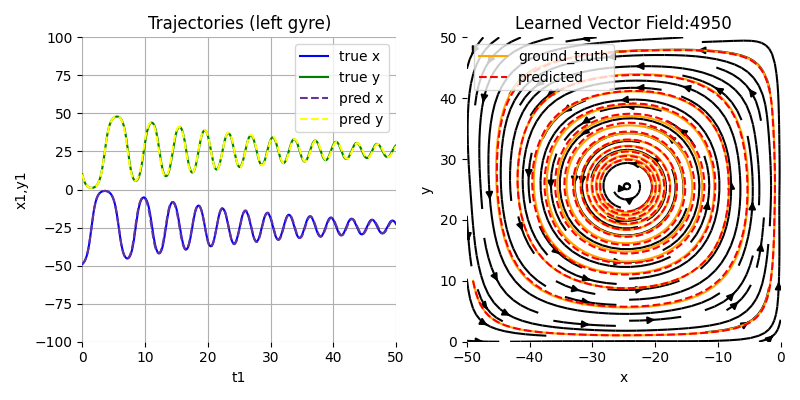 Trajectories (left gyre)
100
75
50
25
0
−25
−50
−75
−100
x1,y1
0
10
20
30
40
50
t1
true x
true y
pred x
pred y
Learned Vector Field:4950
50
40
30
20
10
0
y
−50
−40
−30
−20
−10
0
x
ground_truth
predicted